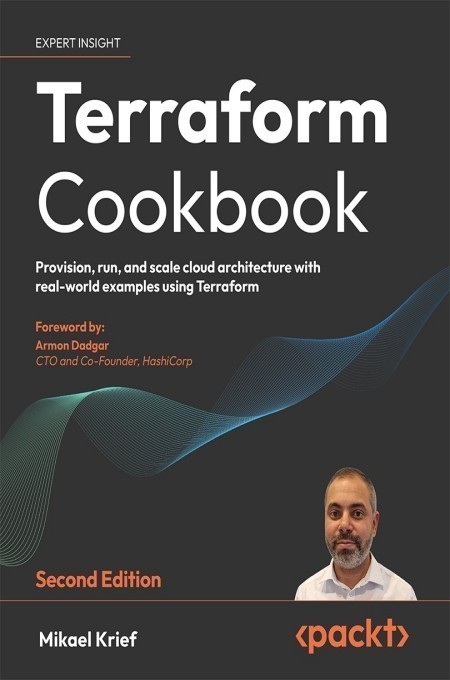 EXPERT INSIGHT
Terraform
Cookbook
Provision, run, and scale cloud architecture with
real-world examples using Terraform
Foreword by:
Armon Dadgar
CTO and Co-Founder, HashiCorp
Second Edition
Mikael Krief
<packt>